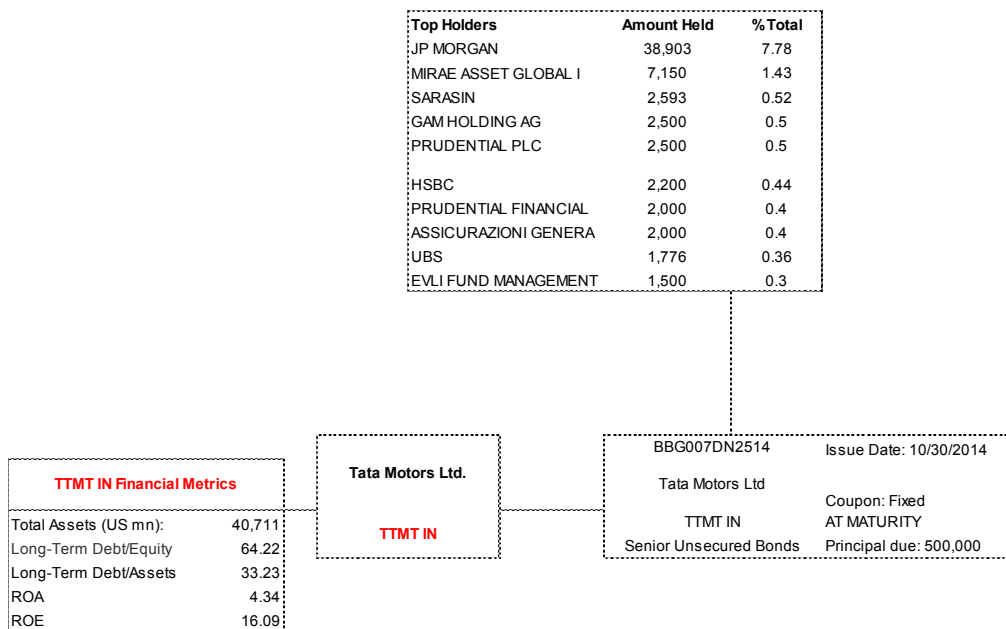 Top Holders Amount Held %Total
JP MORGAN 38,903 7.78
MIRAE ASSET GLOBAL I 7,150 1.43
SARASIN 2,593 0.52
GAM HOLDING AG 2,500 0.5
PRUDENTIAL PLC 2,500 0.5
HSBC 2,200 0.44
PRUDENTIAL FINANCIAL 2,000 0.4
ASSICURAZIONI GENERA 2,000 0.4
UBS 1,776 0.36
EVLI FUND MANAGEMENT 1,500 0.3
TTMT IN Financial Metrics
Total Assets (US mn): 40,711
Long-Term Debt/Equity 64.22
Long-Term Debt/Assets 33.23
ROA 4.34
ROE 16.09
Tata Motors Ltd.
TTMT IN
BBG007DN2514 Issue Date: 10/30/2014
Tata Motors Ltd
Coupon: Fixed
TTMT IN AT MATURITY
Senior Unsecured Bonds Principal due: 500,000